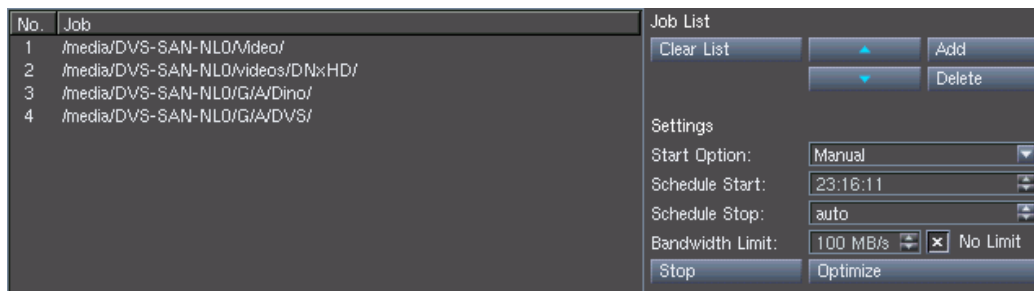 No. Job
1 /media/DVS-SAN-NL0/Video/
2 /media/DVS-SAN-NL0/videos/DNxHD/
3 /media/DVS-SAN-NL0/G/A/Dino/
4 /media/DVS-SAN-NL0/G/A/DVS/
Job List
Clear List Add
Delete
Settings
Start Option: Manual
Schedule Start: 23:16:11
Schedule Stop: auto
Bandwidth Limit: 100 MB/s No Limit
Stop Optimize